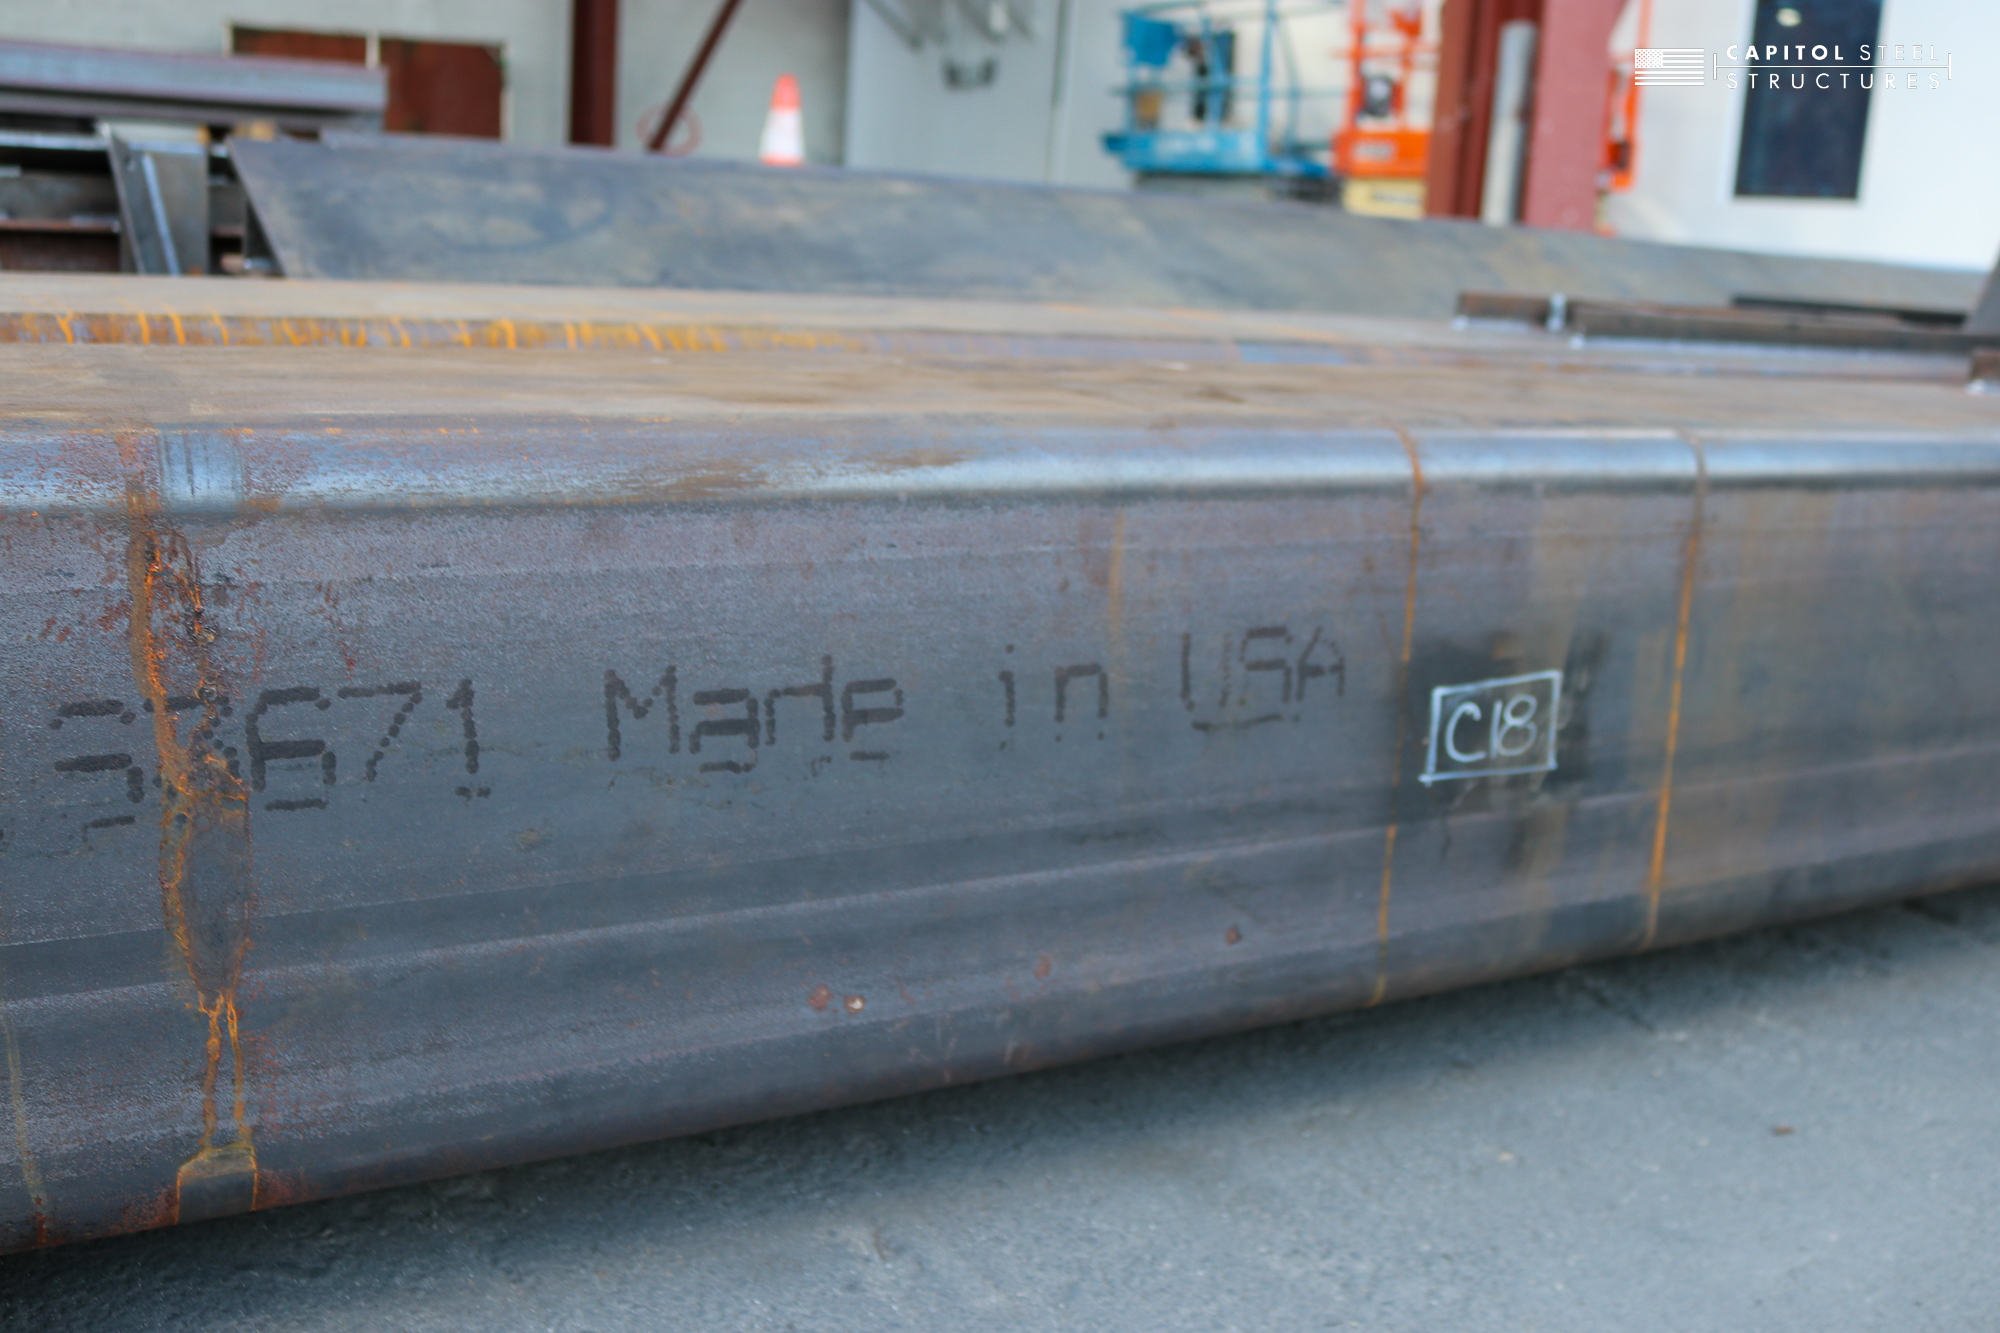 CAPITOL STEEL
STRUCTURES
671 Made in USA
C18